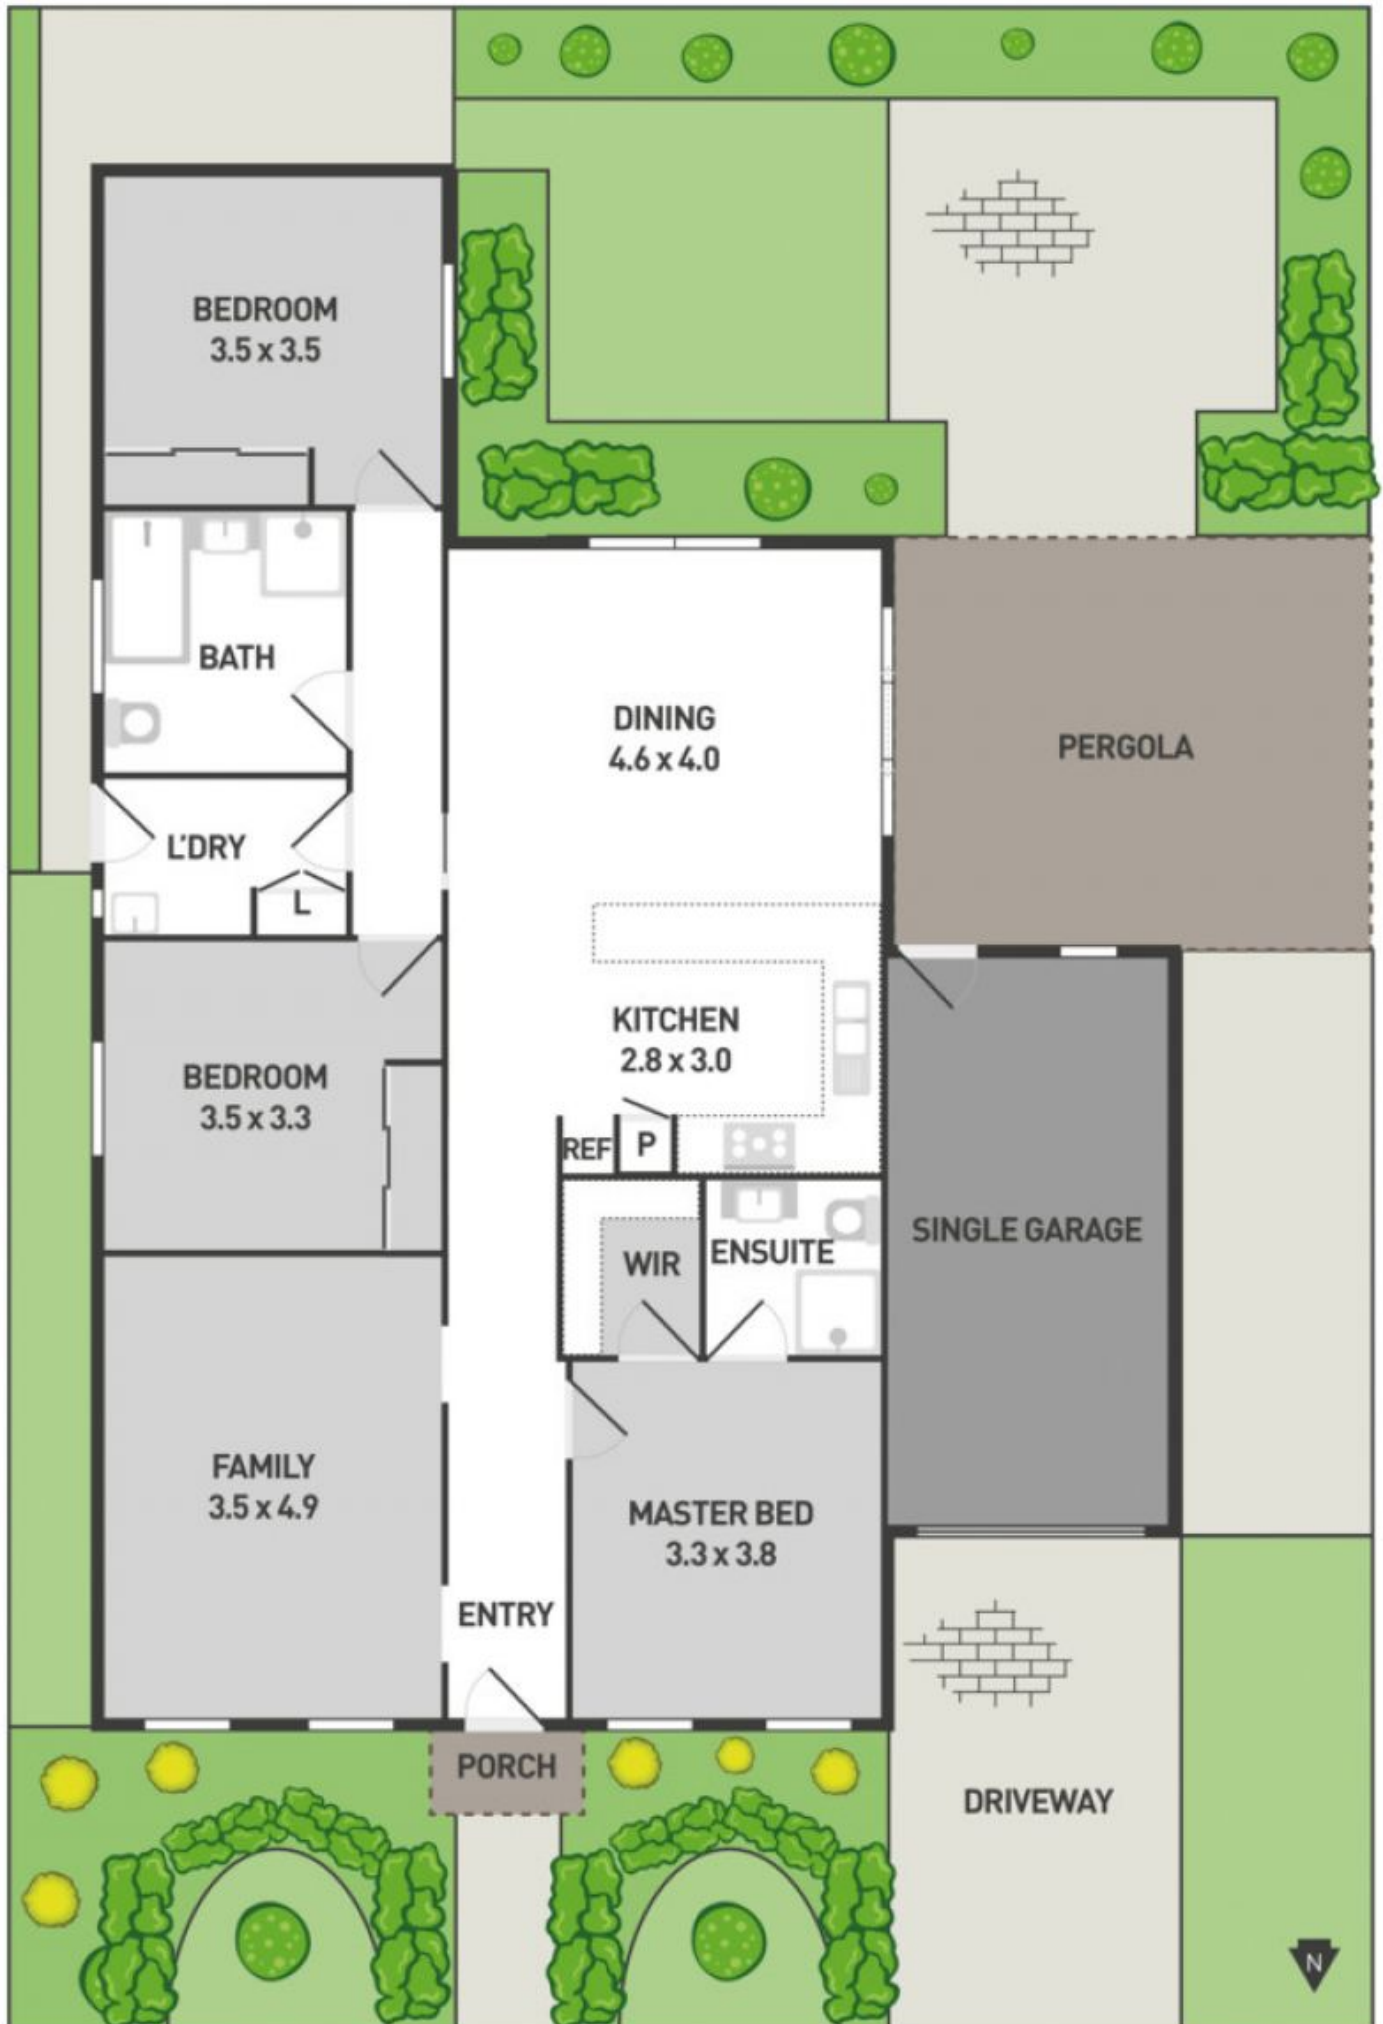 BEDROOM
3.5 x 3.5
BATH
DINING
4.6 x 4.0
PERGOLA
L'DRY
L
KITCHEN
2.8 x 3.0
BEDROOM
3.5 x 3.3
REF
P
SINGLE GARAGE
WIR
ENSUITE
FAMILY
3.5 x 4.9
MASTER BED
3.3 x 3.8
ENTRY
PORCH
DRIVEWAY
N